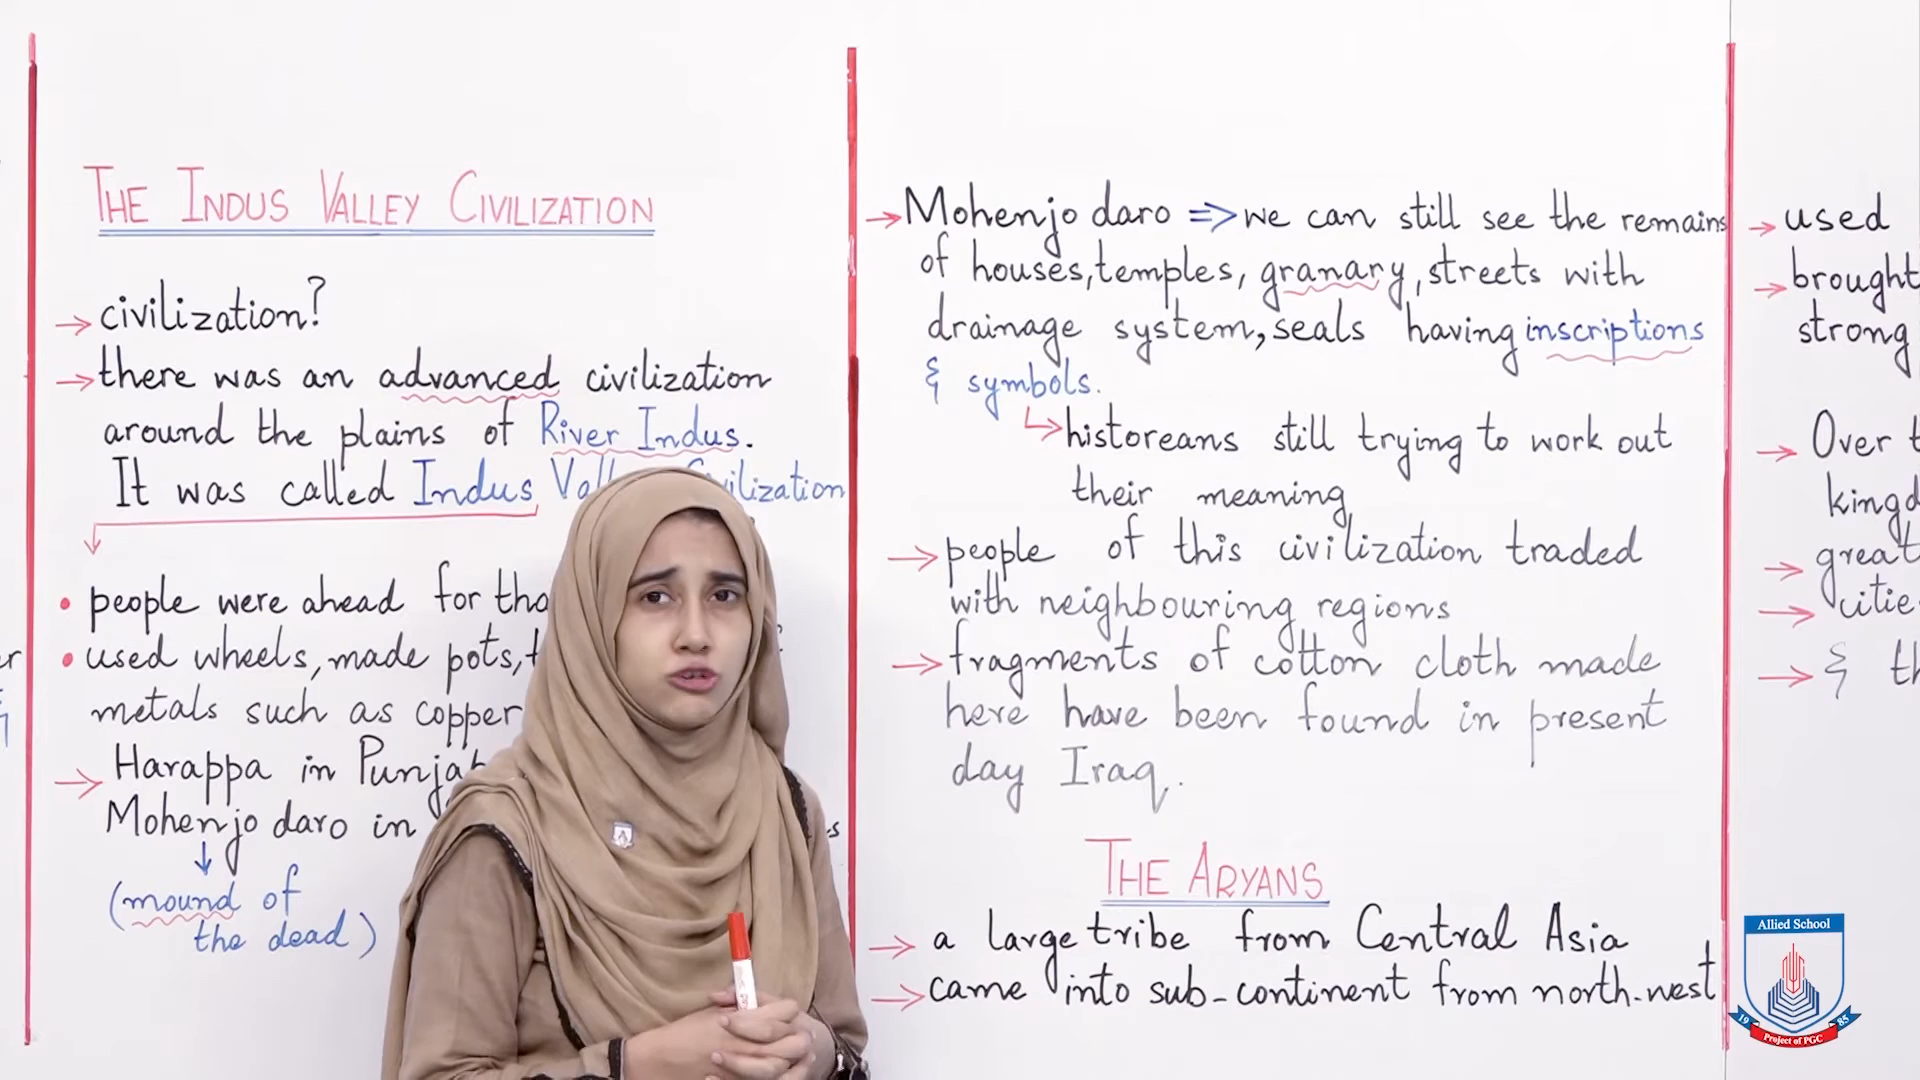 THE INDUS VALLEY CIVILIZATION
→ civilization?
→ there was an advanced civilization
around the plains of River Indus.
It was called Indus
• people were ahead for
• used wheels, made pots,
metals such as copper
→ Harappa in
Mohenjo daro in
(mound of
the dead)
→ Mohenjo daro => we can still see the remains
of houses, temples, granary, streets with
drainage system, seals having inscriptions
& symbols.
↳ historeans still trying to work out
their meaning
→ people of this civilization traded
with neighbouring regions
→ fragments of cotton cloth made
here have been found in present
day Iraq.
THE ARYANS
→ a large tribe from Central Asia
→ came into sub-continent from north-west
→ used
→ brought
strong
→ Over
→ great
→ &
Allied School
19 85
Project of PGC